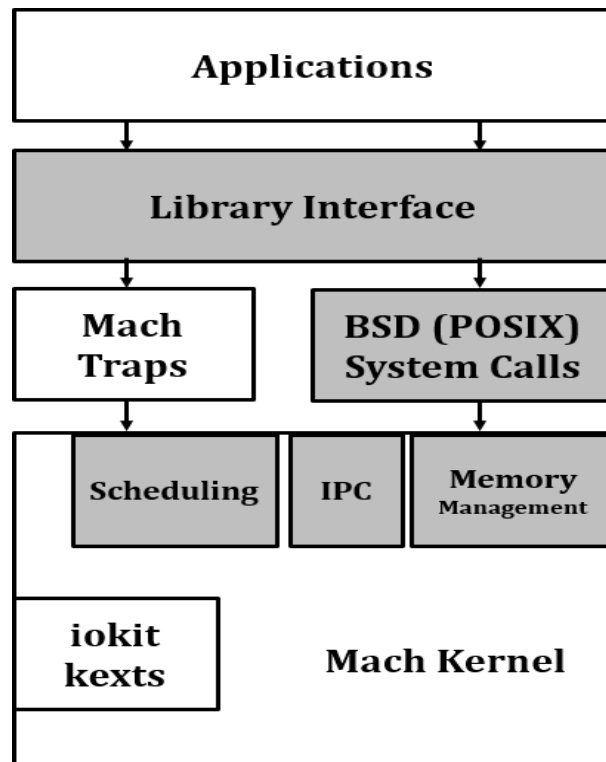 Applications
Library Interface
Mach
Traps
BSD (POSIX)
System Calls
Scheduling
IPC
Memory
Management
iokit
kexts
Mach Kernel